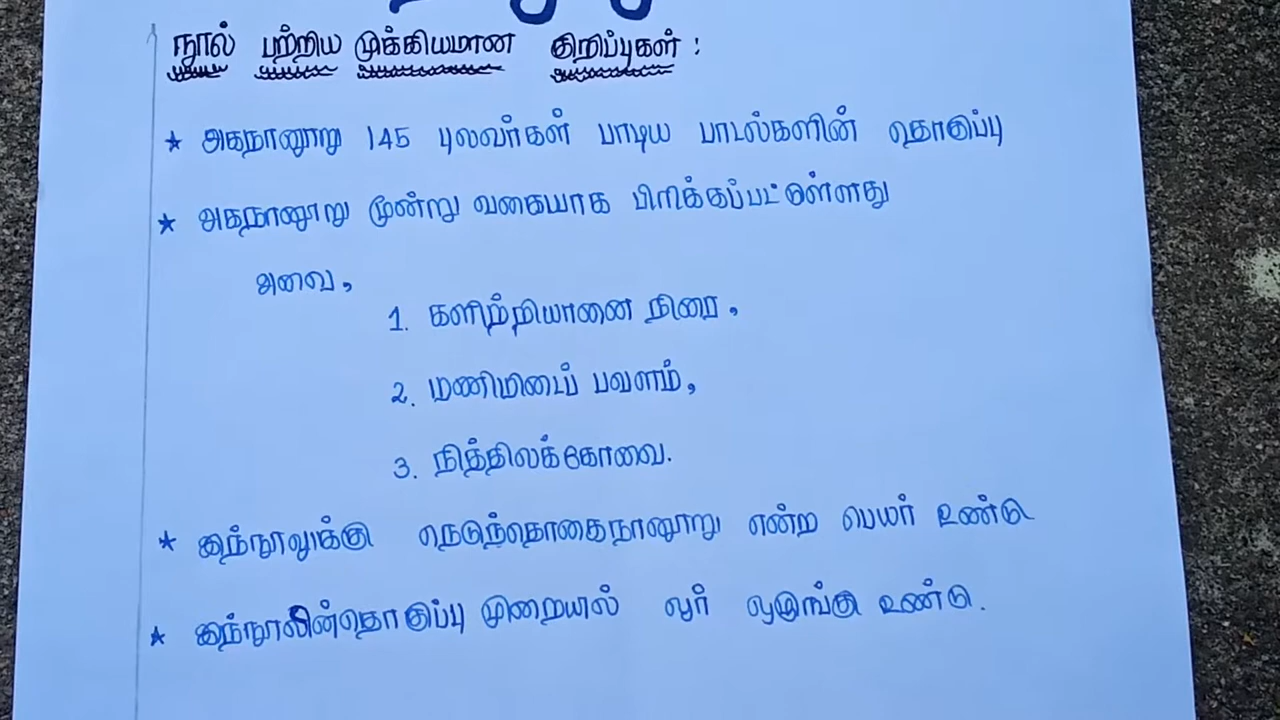 நூல் பற்றிய முக்கியமான குறிப்புகள் :
* அகநானூறு 145 புலவர்கள் பாடிய பாடல்களின் தொகுப்பு
* அகநானூறு மூன்று வகையாக பிரிக்கப்பட்டுள்ளது
அவை,
1. களிற்றியானை நிரை,
2. மணிமிடைப் பவளம்,
3. நித்திலக்கோவை.
* இந்நூலுக்கு நெடுந்தொகைநானூறு என்ற பெயர் உண்டு
* இந்நூலின்தொகுப்பு முறையில் ஓர் ஒழுங்கு உண்டு.